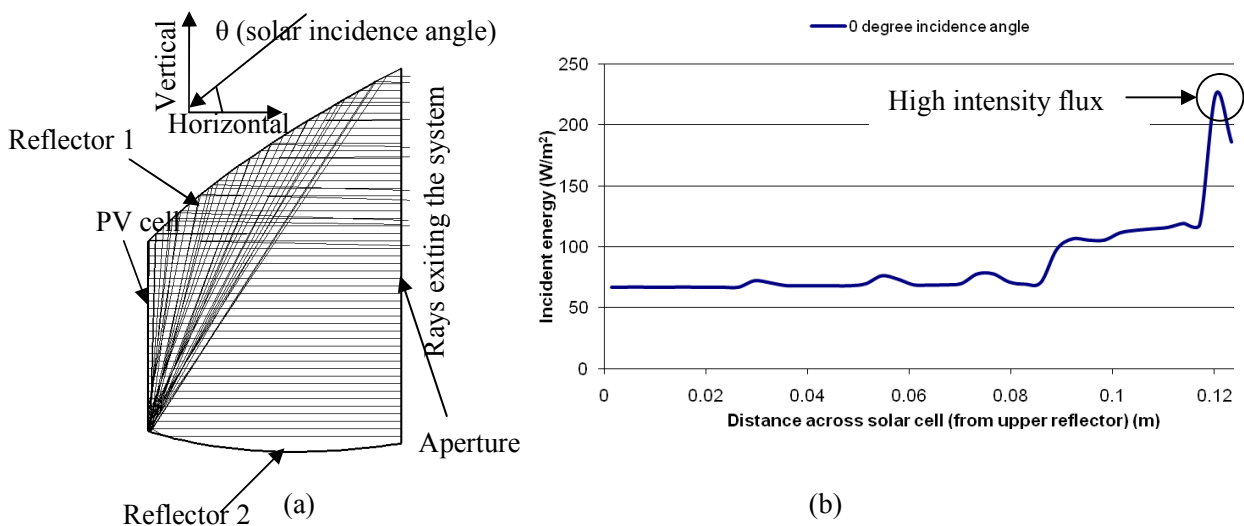 θ (solar incidence angle)
Vertical
Horizontal
Reflector 1
PV cell
Rays exiting the system
Aperture
Reflector 2
(a)
0 degree incidence angle
High intensity flux
Incident energy (W/m²)
250
200
150
100
50
0
0
0.02
0.04
0.06
0.08
0.1
0.12
Distance across solar cell (from upper reflector) (m)
(b)